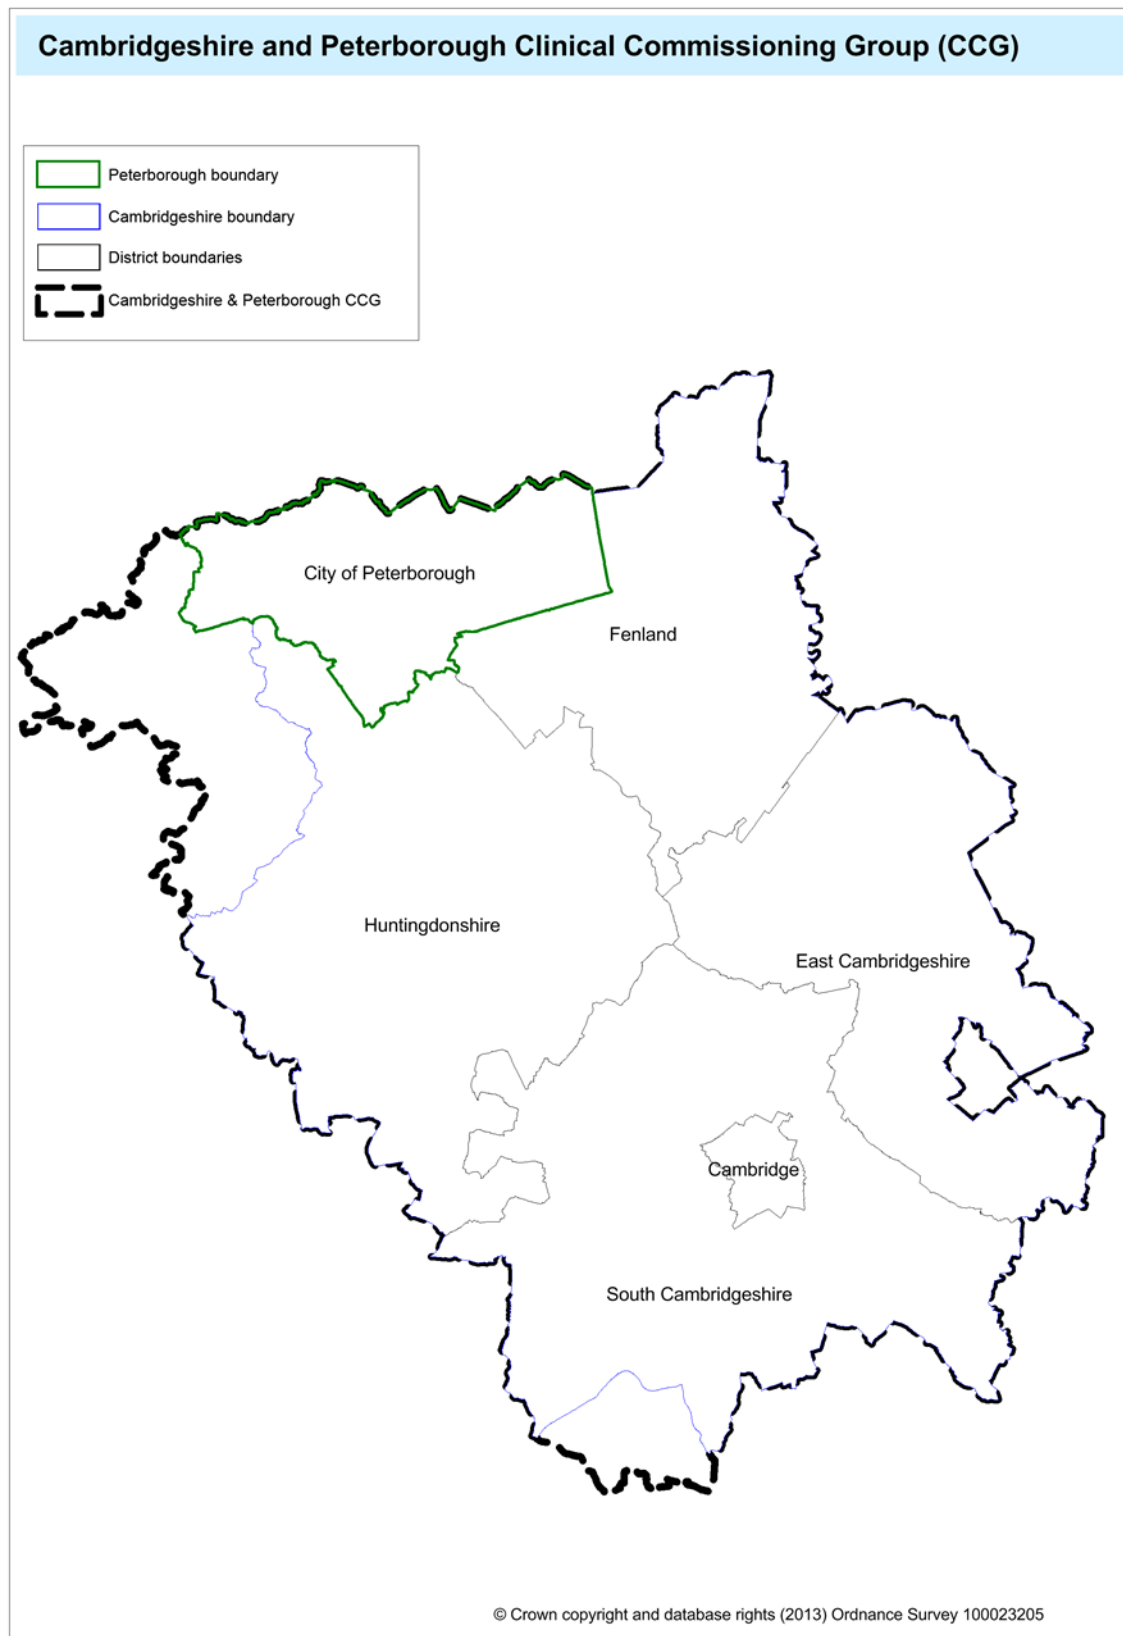 Cambridgeshire and Peterborough Clinical Commissioning Group (CCG)
Peterborough boundary
Cambridgeshire boundary
District boundaries
Cambridgeshire & Peterborough CCG
City of Peterborough
Fenland
Huntingdonshire
East Cambridgeshire
Cambridge
South Cambridgeshire
© Crown copyright and database rights (2013) Ordnance Survey 100023205